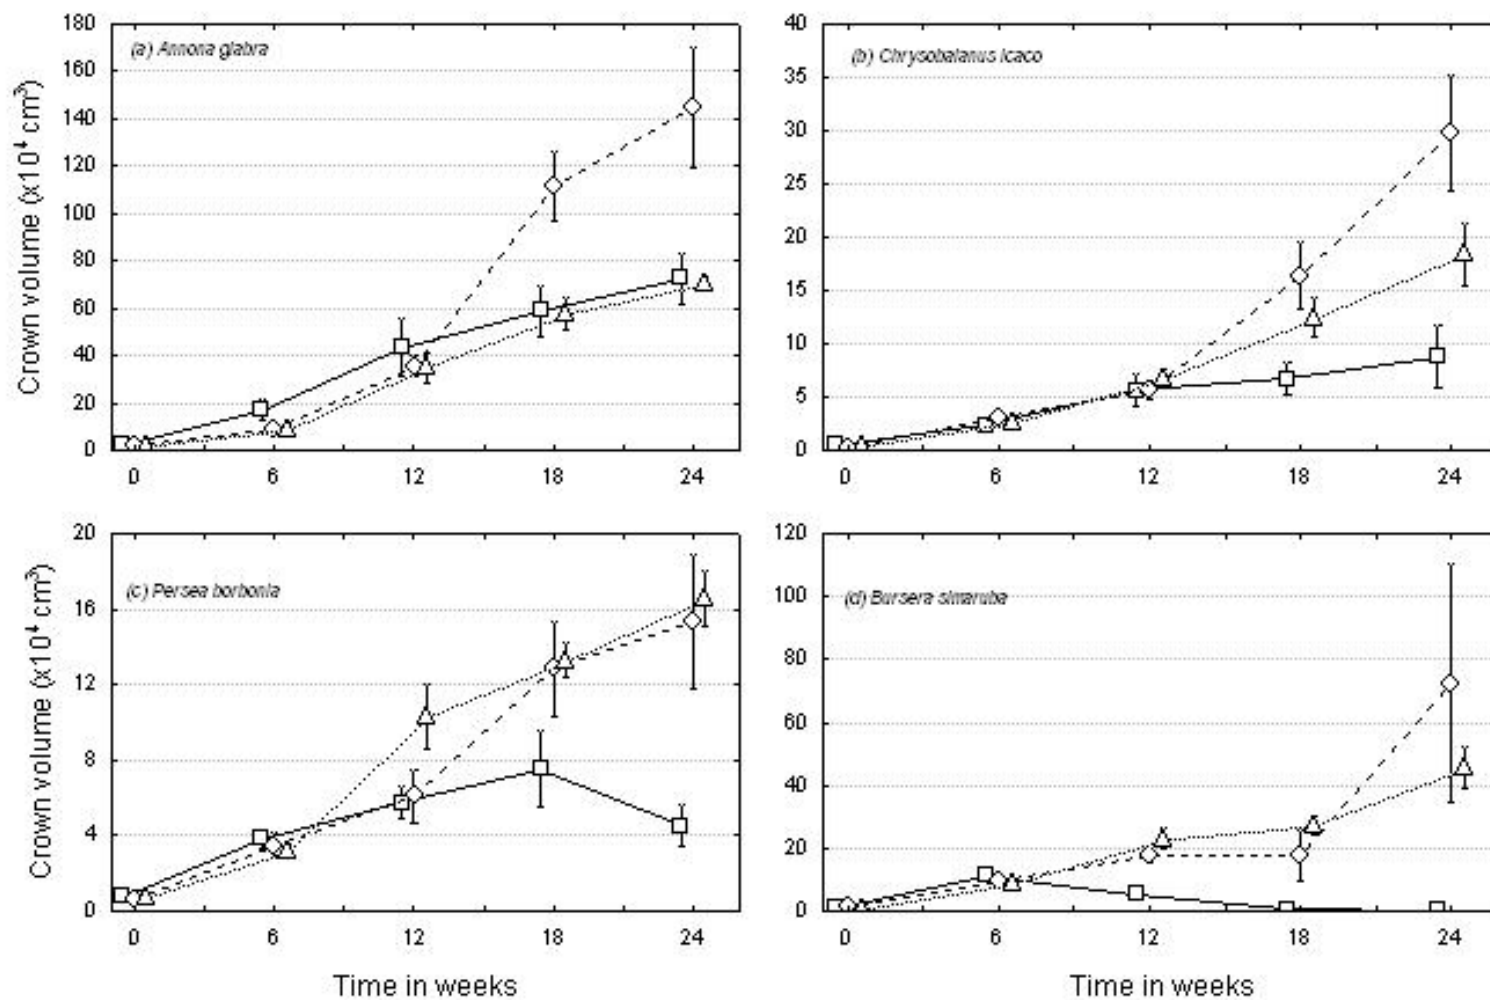 180
160
140
120
100
80
60
40
20
0
Crown volume (x10⁴ cm³)
(a) Annona glabra
0 6 12 18 24
40
35
30
25
20
15
10
5
0
(b) Chrysobalanus icaco
0 6 12 18 24
20
16
12
8
4
0
Crown volume (x10⁴ cm³)
(c) Persea borbonia
0 6 12 18 24
Time in weeks
120
100
80
60
40
20
0
(d) Bursera simaruba
0 6 12 18 24
Time in weeks